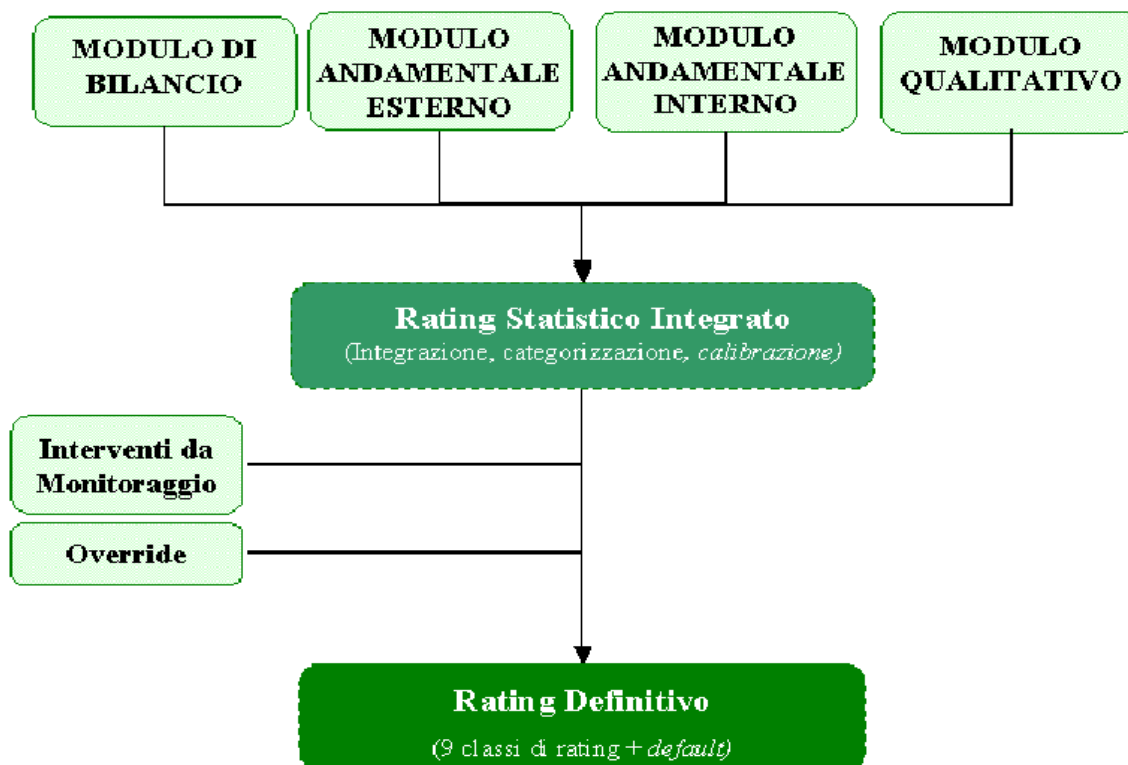 MODULO DI
BILANCIO
MODULO
ANDAMENTALE
ESTERNO
MODULO
ANDAMENTALE
INTERNO
MODULO
QUALITATIVO
Rating Statistico Integrato
(Integrazione, categorizzazione, calibrazione)
Interventi da
Monitoraggio
Override
Rating Definitivo
(9 classi di rating + default)